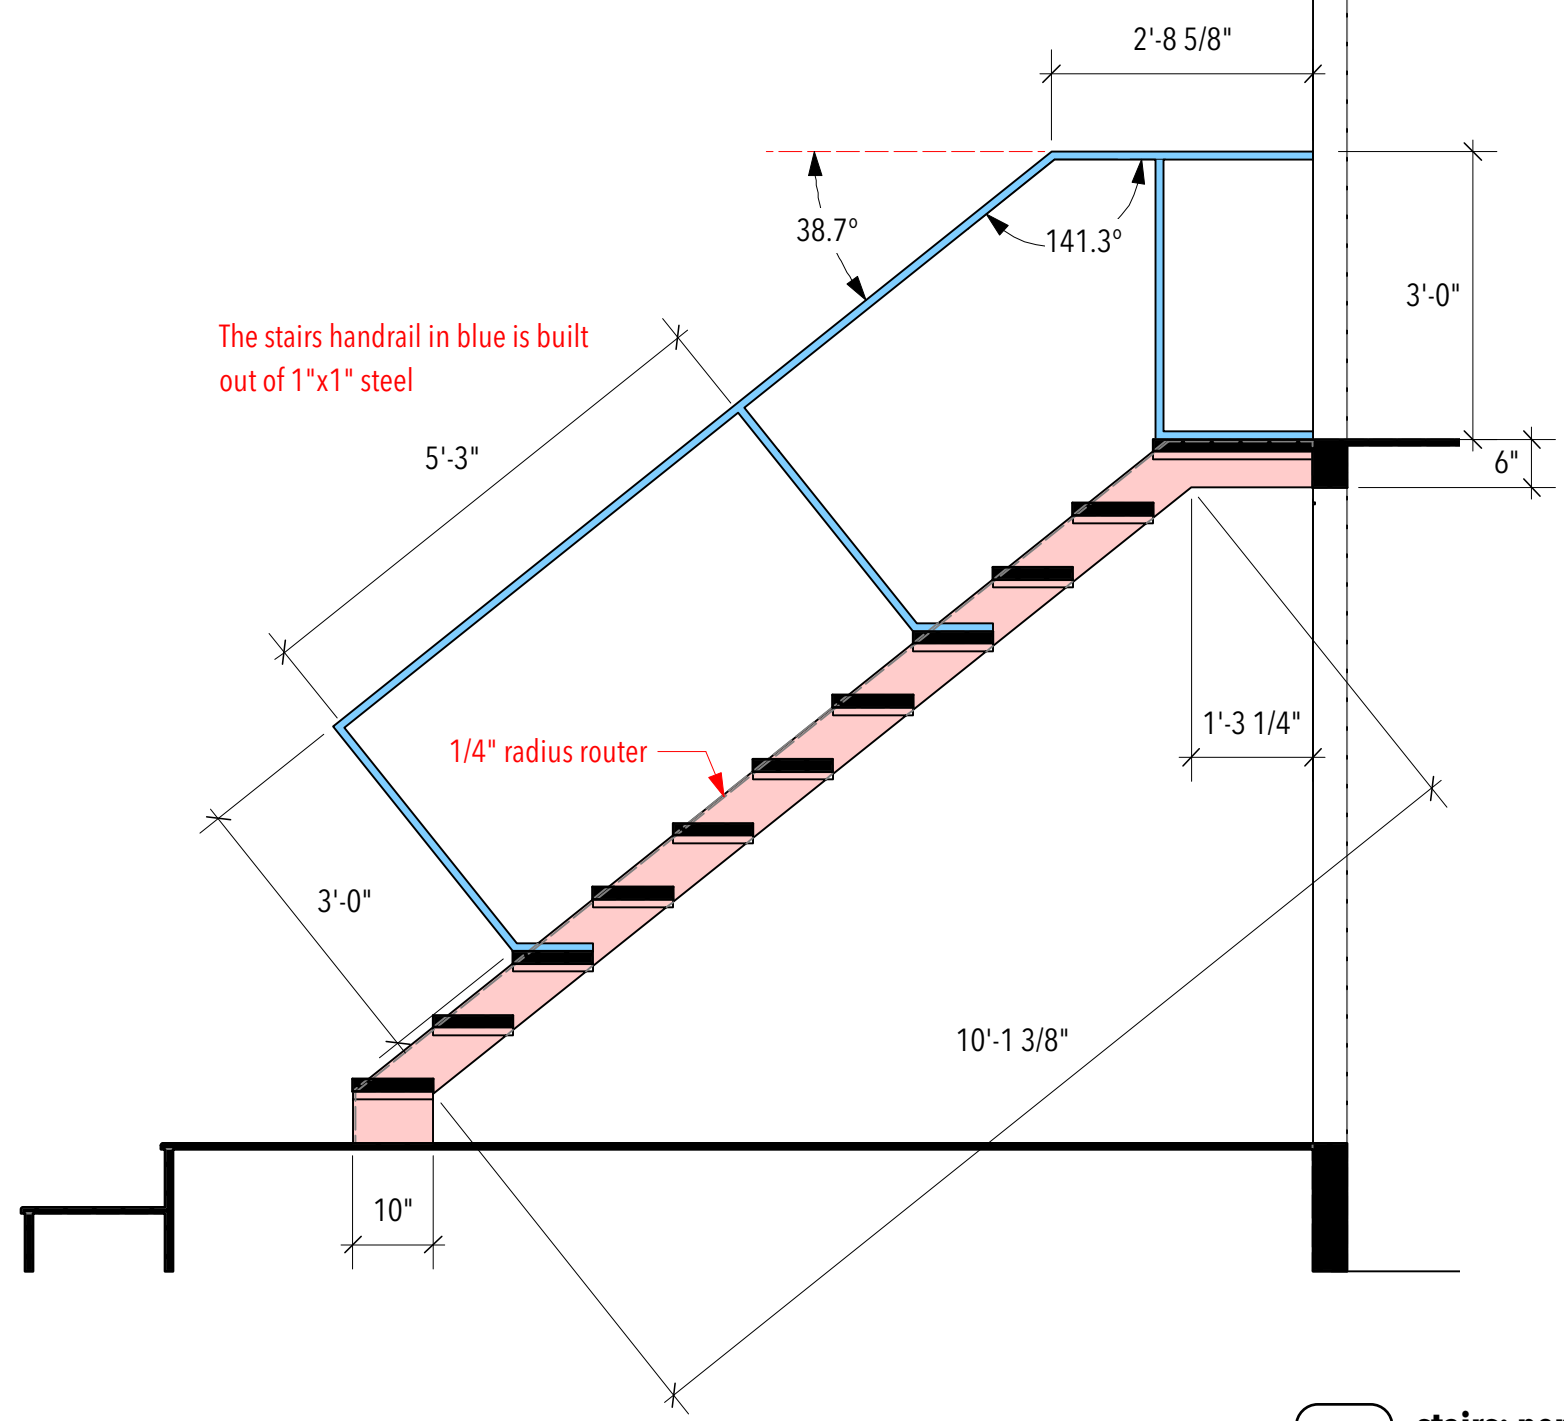 2'-8 5/8"
38.7º
141.3º
3'-0"
The stairs handrail in blue is built
out of 1"x1" steel
5'-3"
6"
1'-3 1/4"
1/4" radius router
3'-0"
10'-1 3/8"
10"